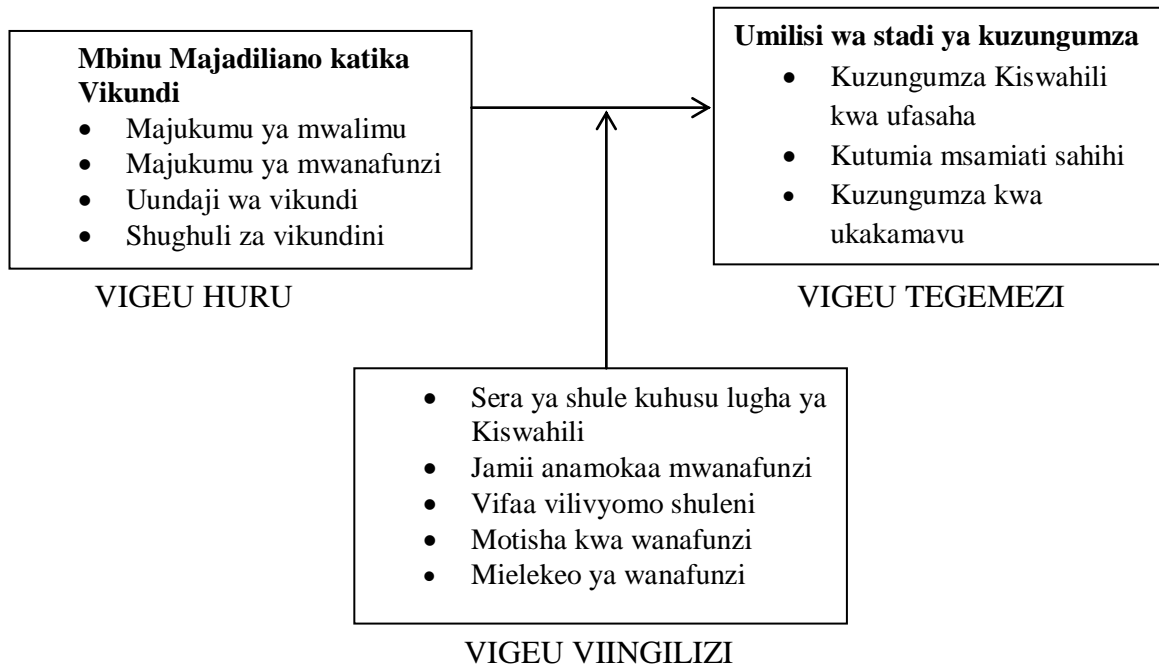 Mbinu Majadiliano katika
Vikundi
• Majukumu ya mwalimu
• Majukumu ya mwanafunzi
• Uundaji wa vikundi
• Shughuli za vikundini
VIGEU HURU
Umilisi wa stadi ya kuzungumza
• Kuzungumza Kiswahili
kwa ufasaha
• Kutumia msamiati sahihi
• Kuzungumza kwa
ukakamavu
VIGEU TEGEMEZI
• Sera ya shule kuhusu lugha ya
Kiswahili
• Jamii anamokaa mwanafunzi
• Vifaa vilivyomo shuleni
• Motisha kwa wanafunzi
• Mielekeo ya wanafunzi
VIGEU VIINGILIZI